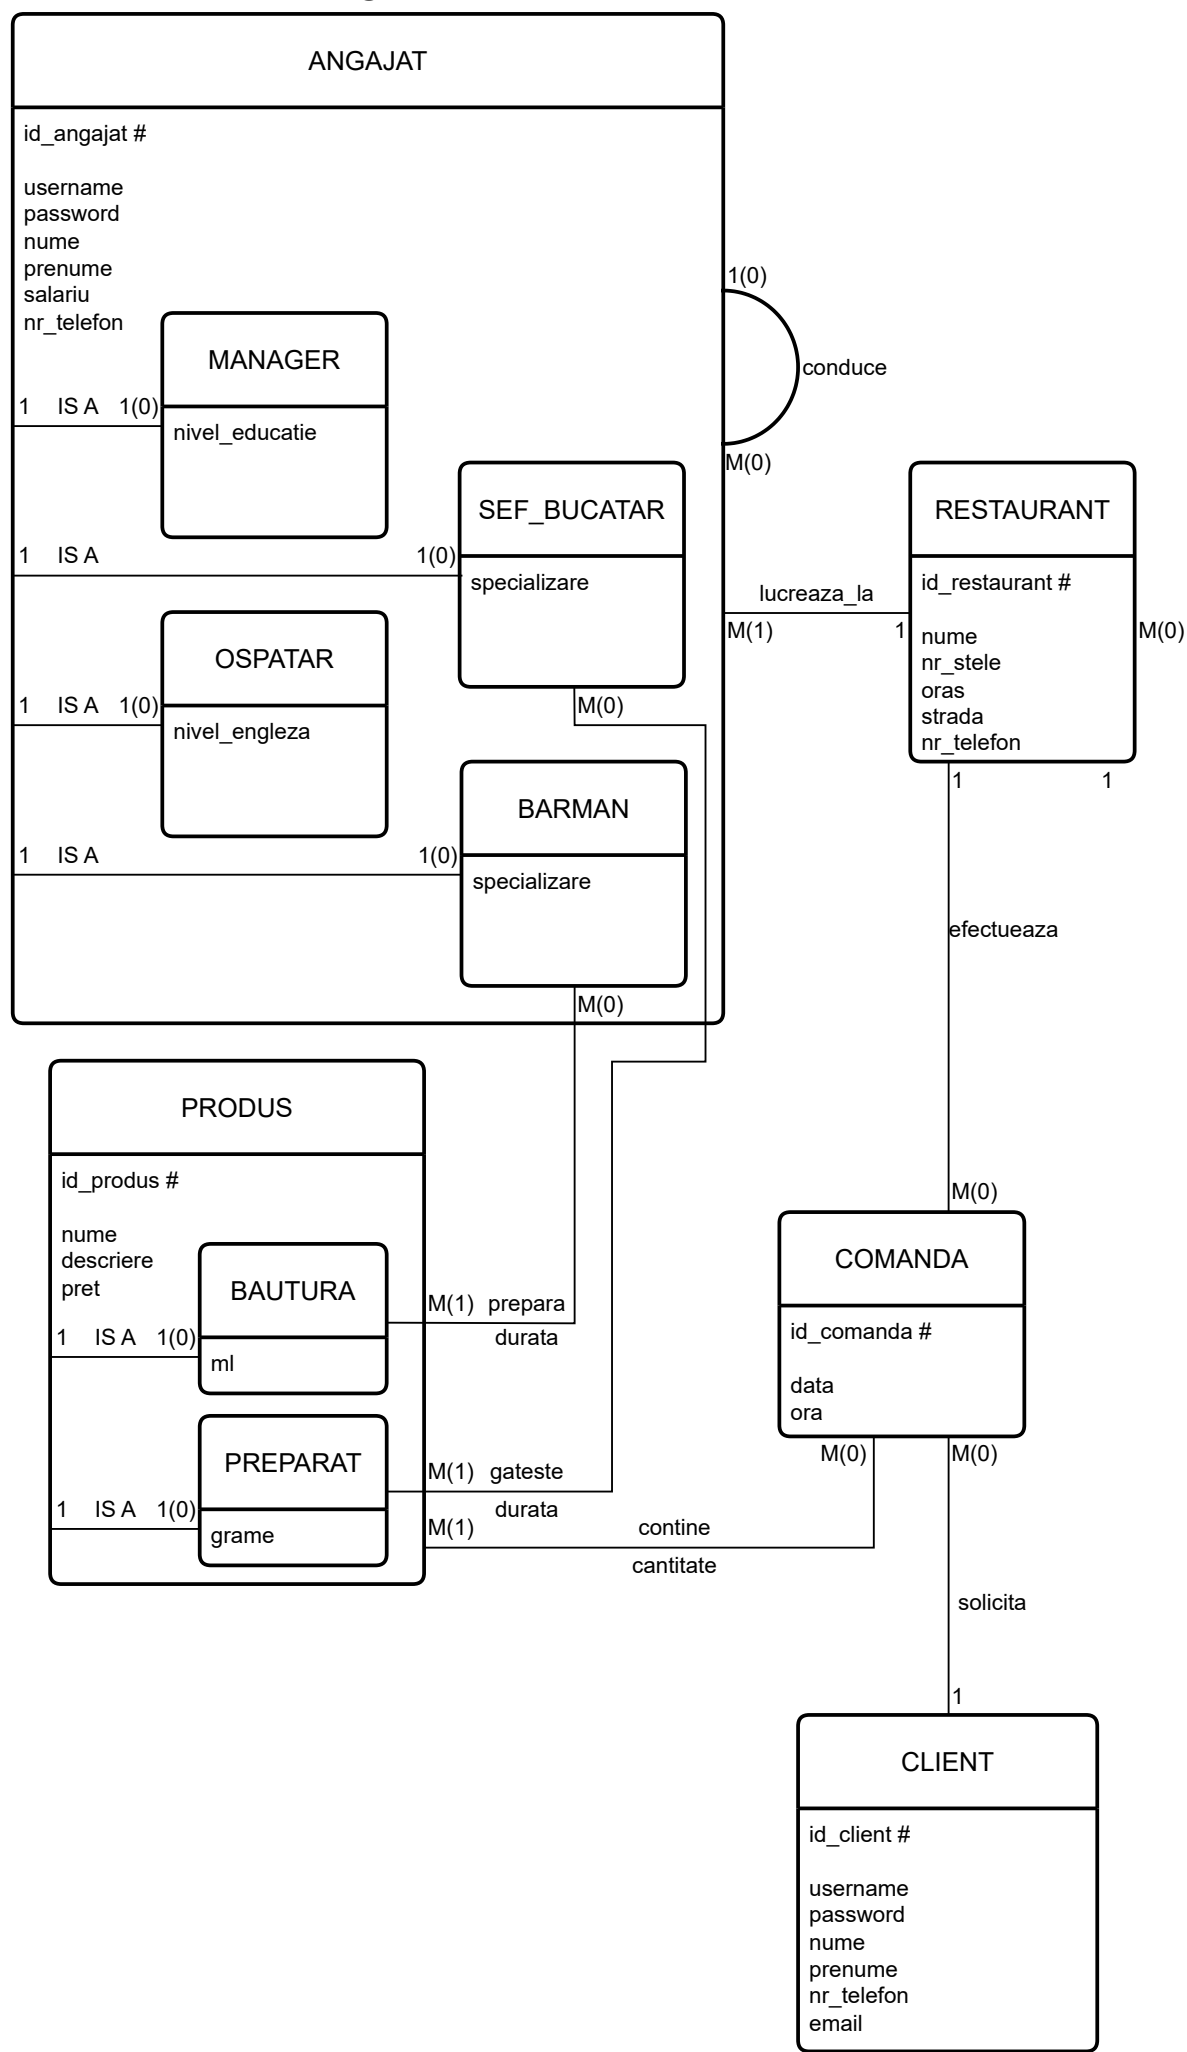 ANGAJAT
id_angajat #
username
password
nume
prenume
salariu
nr_telefon
MANAGER
nivel_educatie
1 IS A 1(0)
SEF_BUCATAR
specializare
1 IS A 1(0)
OSPATAR
nivel_engleza
1 IS A 1(0)
M(0)
BARMAN
specializare
1 IS A 1(0)
M(0)
1(0)
conduce
M(0)
lucreaza_la
M(1) 1
RESTAURANT
id_restaurant #
nume
nr_stele
oras
strada
nr_telefon
M(0)
1 1
efectueaza
M(0)
PRODUS
id_produs #
nume
descriere
pret
BAUTURA
ml
1 IS A 1(0)
M(1) prepara
durata
PREPARAT
grame
1 IS A 1(0)
M(1) gateste
durata
M(1) contine
cantitate
COMANDA
id_comanda #
data
ora
M(0) M(0)
solicita
1
CLIENT
id_client #
username
password
nume
prenume
nr_telefon
email